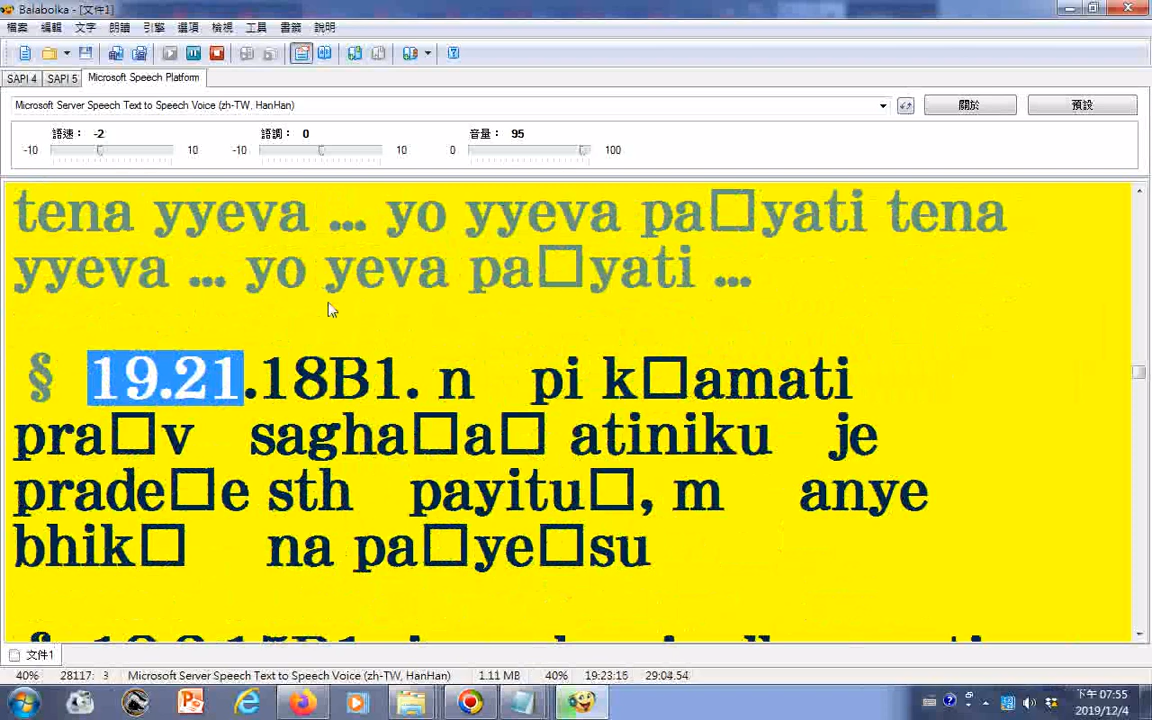 Balabolka - [文件1]
檔案 編輯 文字 朗讀 引擎 選項 檢視 工具 書籤 說明
SAPI 4 SAPI 5 Microsoft Speech Platform
Microsoft Server Speech Text to Speech Voice (zh-TW, HanHan) 關於 預設
語速： -2 語調： 0 音量： 95
-10 10 -10 10 0 100
tena yyeva ... yo yyeva pa□yati tena
yyeva ... yo yeva pa□yati ...
§ 19.21.18B1. n pi k□amati
pra□v sagha□a□ atiniku je
prade□e sth payitu□, m anye
bhik□ na pa□ye□su
文件1
40% 28117: 3 Microsoft Server Speech Text to Speech Voice (zh-TW, HanHan) 1.11 MB 40% 19:23:15 29:04.54
下午 07:55
2019/12/4